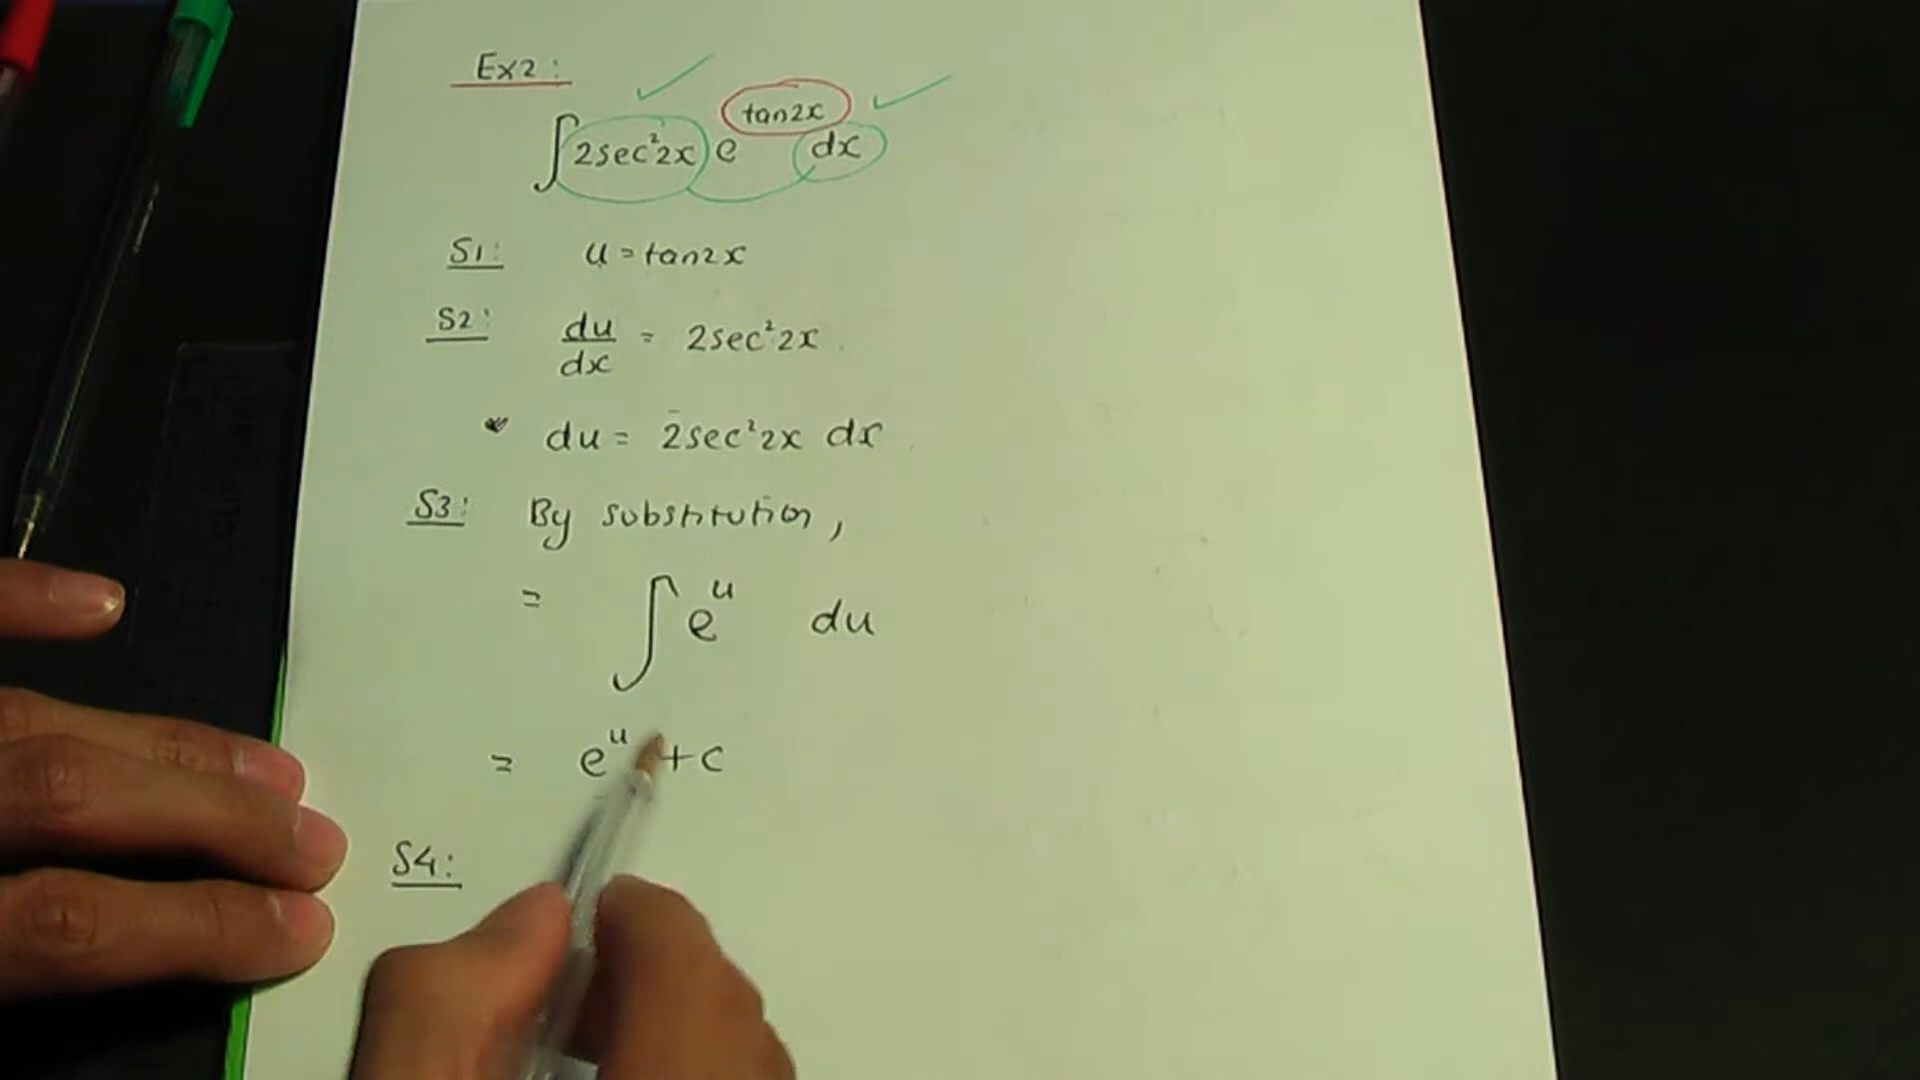 Ex2:
∫ 2sec²2x e^tan2x dx
S1: u = tan2x
S2: du/dx = 2sec²2x
* du = 2sec²2x dx
S3: By substitution,
= ∫ e^u du
= e^u + c
S4: